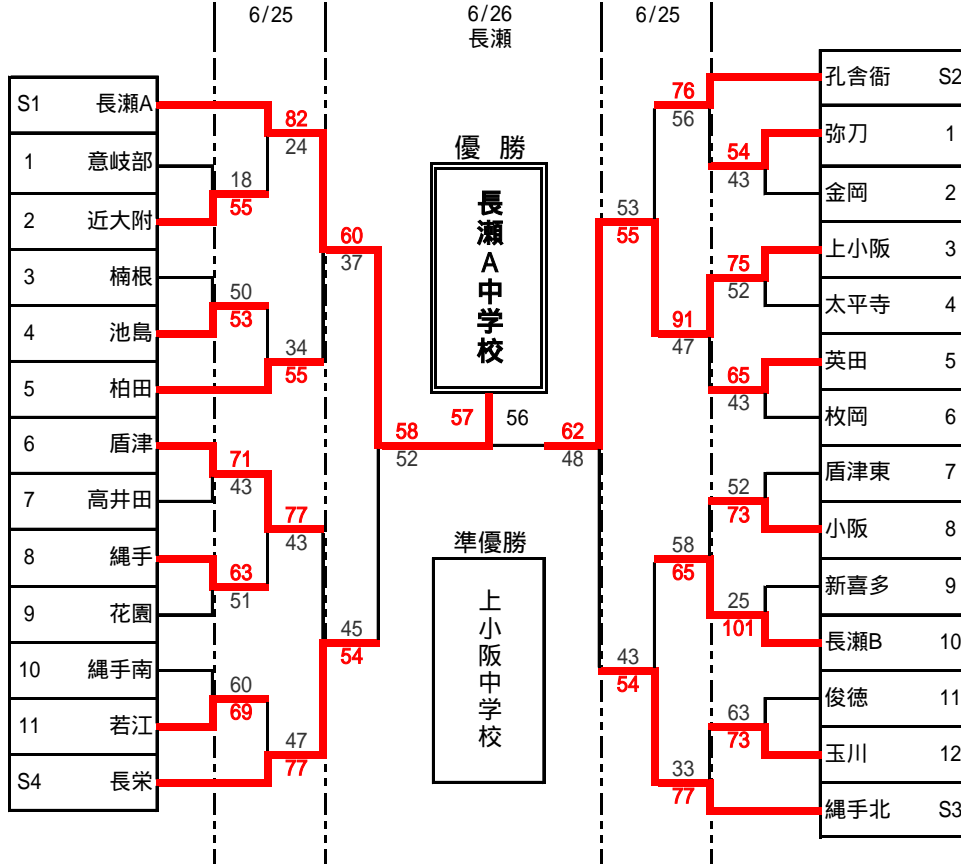 6/25
6/26
長瀬
6/25
S1 長瀬A
1 意岐部
2 近大附
3 楠根
4 池島
5 柏田
6 盾津
7 高井田
8 縄手
9 花園
10 縄手南
11 若江
S4 長栄
18
55
50
53
71
43
63
51
60
69
82
24
34
55
77
43
47
77
60
37
45
54
58
52
優 勝
長瀬A中学校
57 56
準優勝
上小阪中学校
62
48
53
55
43
54
76
56
91
47
58
65
33
77
54
43
75
52
65
43
52
73
25
101
63
73
孔舎衙 S2
弥刀 1
金岡 2
上小阪 3
太平寺 4
英田 5
枚岡 6
盾津東 7
小阪 8
新喜多 9
長瀬B 10
俊徳 11
玉川 12
縄手北 S3